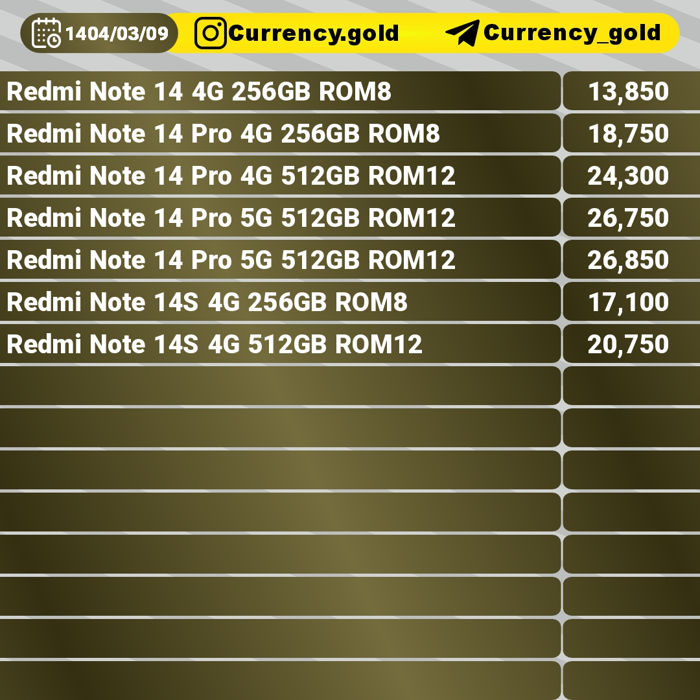 1404/03/09 Currency.gold Currency_gold
Redmi Note 14 4G 256GB ROM8 13,850
Redmi Note 14 Pro 4G 256GB ROM8 18,750
Redmi Note 14 Pro 4G 512GB ROM12 24,300
Redmi Note 14 Pro 5G 512GB ROM12 26,750
Redmi Note 14 Pro 5G 512GB ROM12 26,850
Redmi Note 14S 4G 256GB ROM8 17,100
Redmi Note 14S 4G 512GB ROM12 20,750